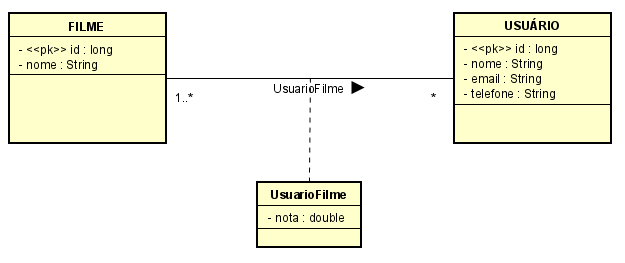 FILME
- <<pk>> id : long
- nome : String
USUÁRIO
- <<pk>> id : long
- nome : String
- email : String
- telefone : String
UsuarioFilme
1..*
*
UsuarioFilme
- nota : double